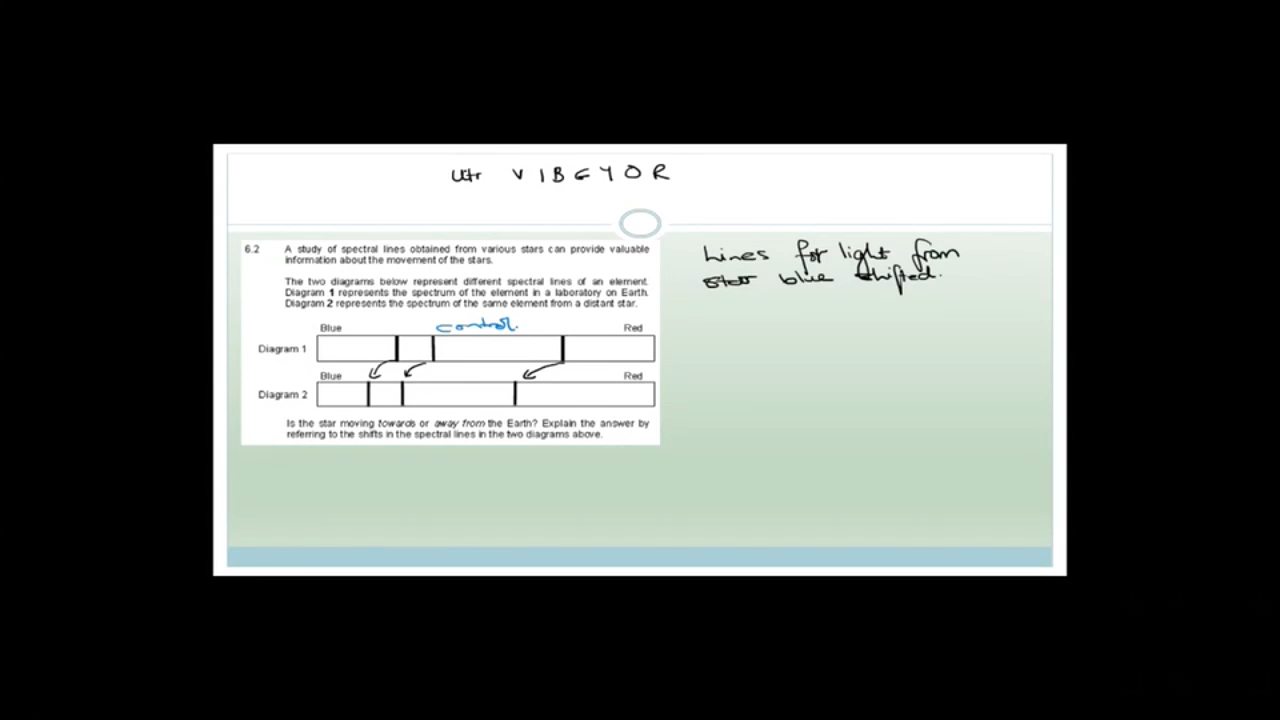 V I B G Y O R
6.2 A study of spectral lines obtained from various stars can provide valuable
information about the movement of the stars.
The two diagrams below represent different spectral lines of an element.
Diagram 1 represents the spectrum of the element in a laboratory on Earth.
Diagram 2 represents the spectrum of the same element from a distant star.
control.
Blue Red
Diagram 1
Blue Red
Diagram 2
Is the star moving towards or away from the Earth? Explain the answer by
referring to the shifts in the spectral lines in the two diagrams above.
Lines for light from
star blue shifted.